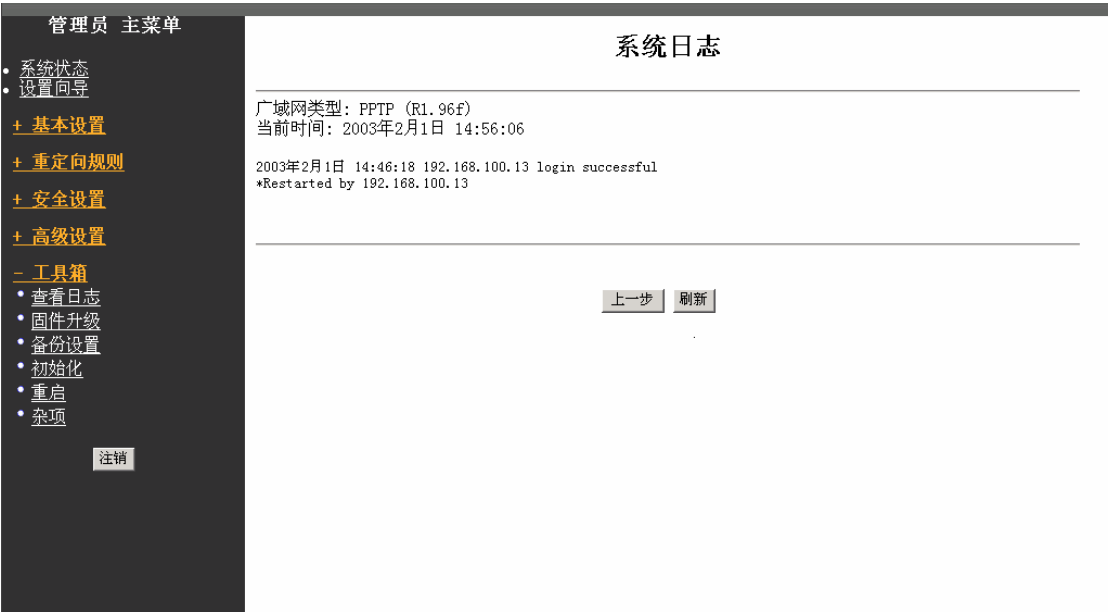 管理员 主菜单
系统状态
设置向导
+ 基本设置
+ 重定向规则
+ 安全设置
+ 高级设置
- 工具箱
查看日志
固件升级
备份设置
初始化
重启
杂项
注销
系统日志
广域网类型: PPTP (R1.96f)
当前时间: 2003年2月1日 14:56:06
2003年2月1日 14:46:18 192.168.100.13 login successful
*Restarted by 192.168.100.13
上一步 刷新